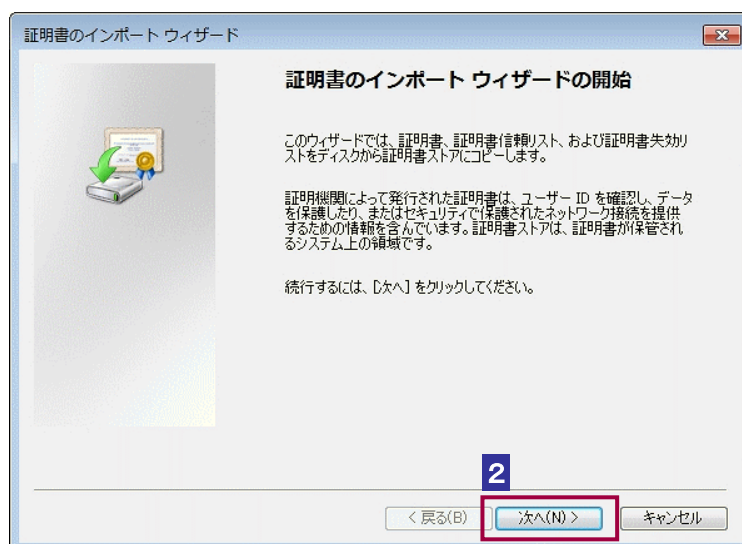 証明書のインポート ウィザード
証明書のインポート ウィザードの開始
このウィザードでは、証明書、証明書信頼リスト、および証明書失効リ
ストをディスクから証明書ストアにコピーします。
証明機関によって発行された証明書は、ユーザー ID を確認し、データ
を保護したり、またはセキュリティで保護されたネットワーク接続を提供
するための情報を含んでいます。証明書ストアは、証明書が保管され
るシステム上の領域です。
続行するには、[次へ] をクリックしてください。
2
< 戻る(B) 次へ(N) > キャンセル